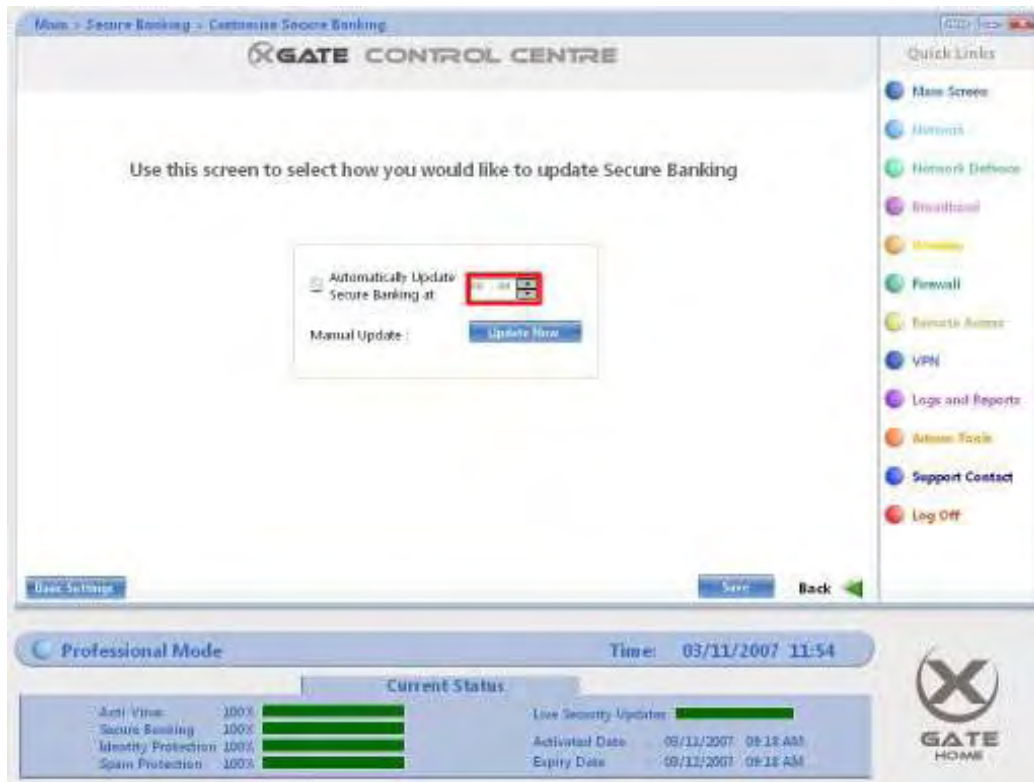 Main > Secure Banking > Customise Secure Banking
XGATE CONTROL CENTRE
Use this screen to select how you would like to update Secure Banking
Automatically Update
Secure Banking at
Manual Update :
Update Now
Basic Settings
Save
Back
Quick Links
Main Screen
Network
Network Defence
Broadband
Firewall
Remote Access
VPN
Logs and Reports
Admin Tools
Support Contact
Log Off
Professional Mode
Time: 03/11/2007 11:54
Current Status
Anti Virus 100%
Secure Banking 100%
Identity Protection 100%
Spam Protection 100%
Live Security Updates
Activated Date 09:18 AM
Expiry Date 09:18 AM
X
GATE
HOME